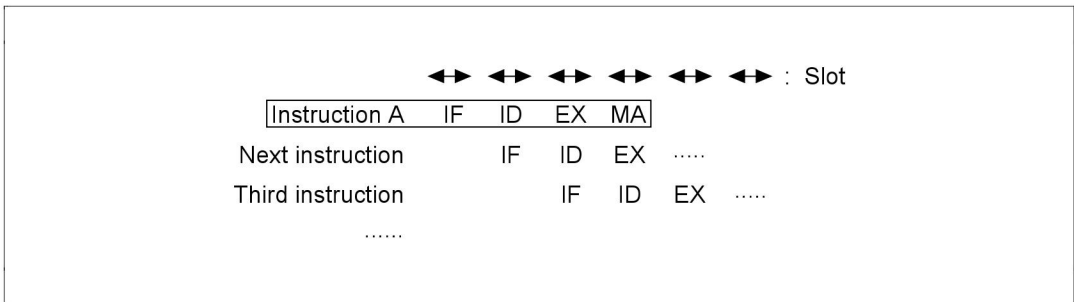 : Slot
Instruction A IF ID EX MA
Next instruction IF ID EX .....
Third instruction IF ID EX .....
......